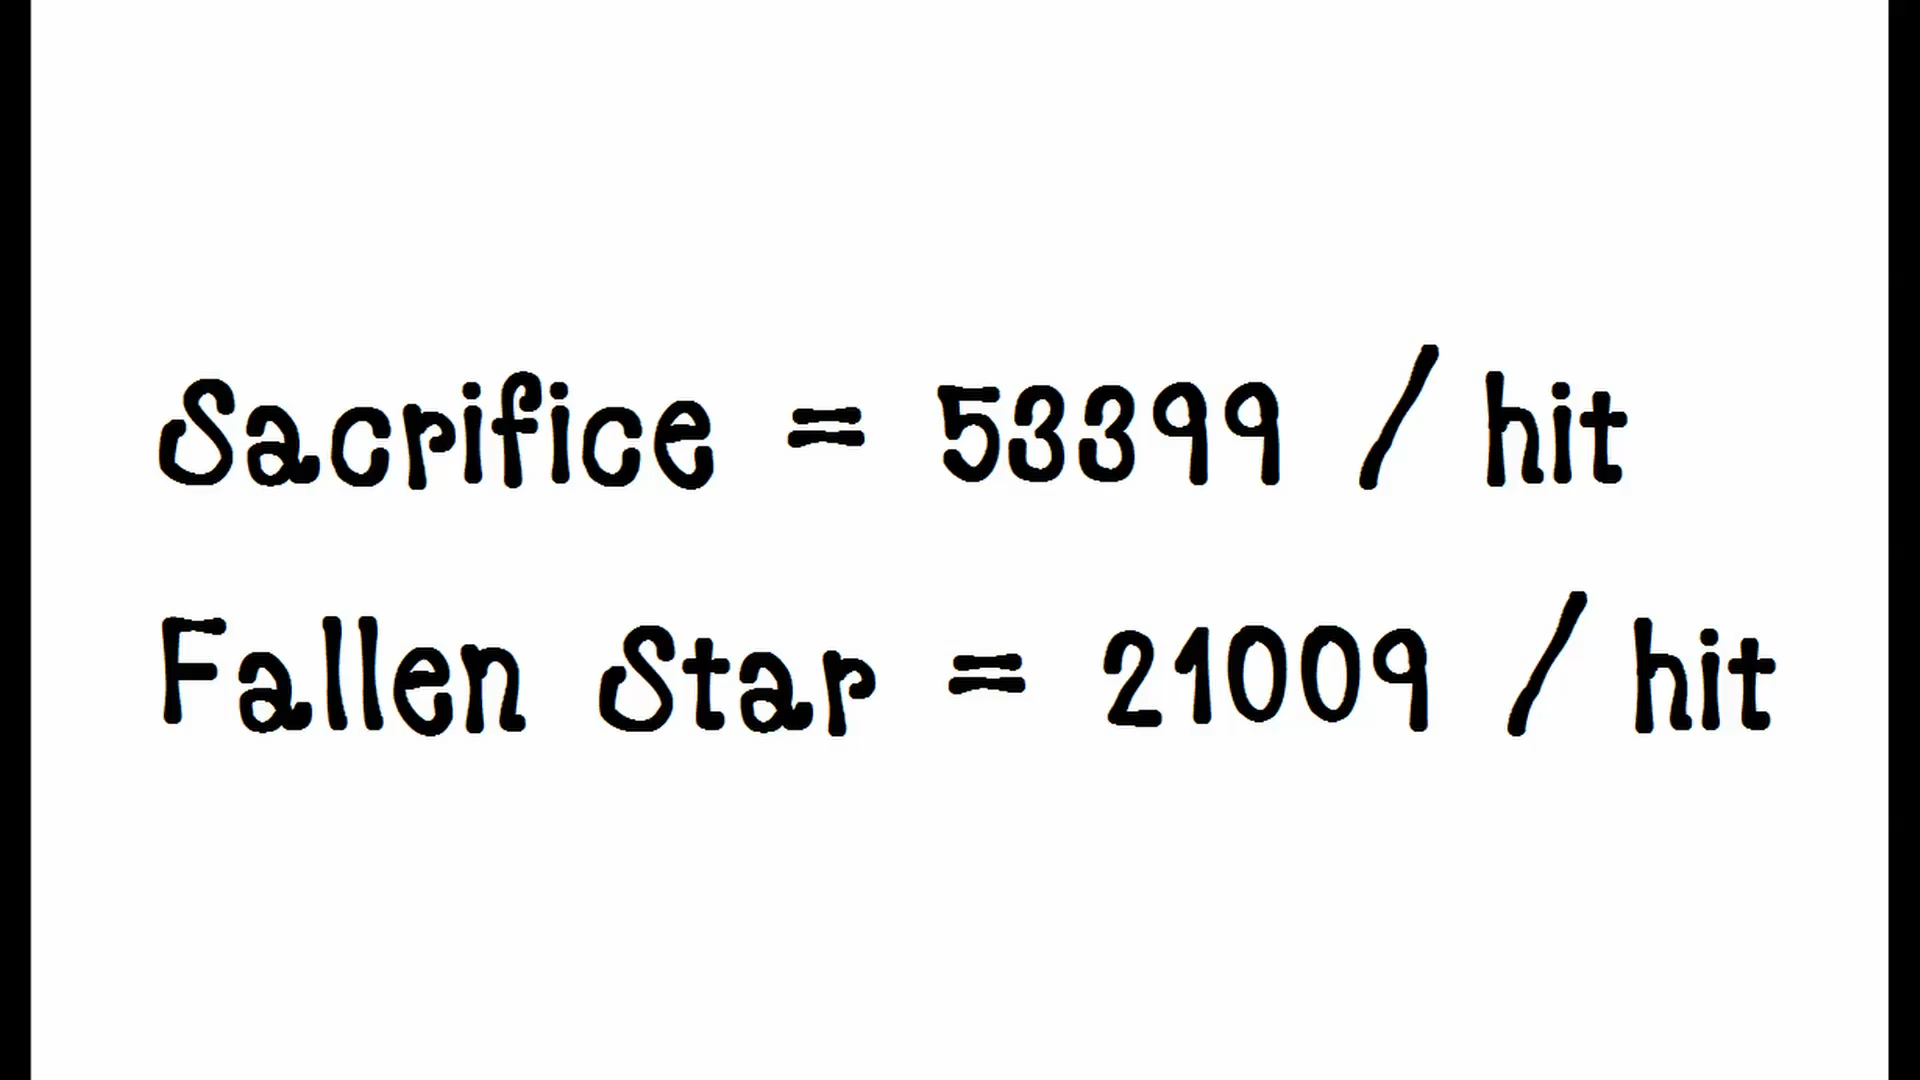 Sacrifice = 53399 / hit
Fallen Star = 21009 / hit